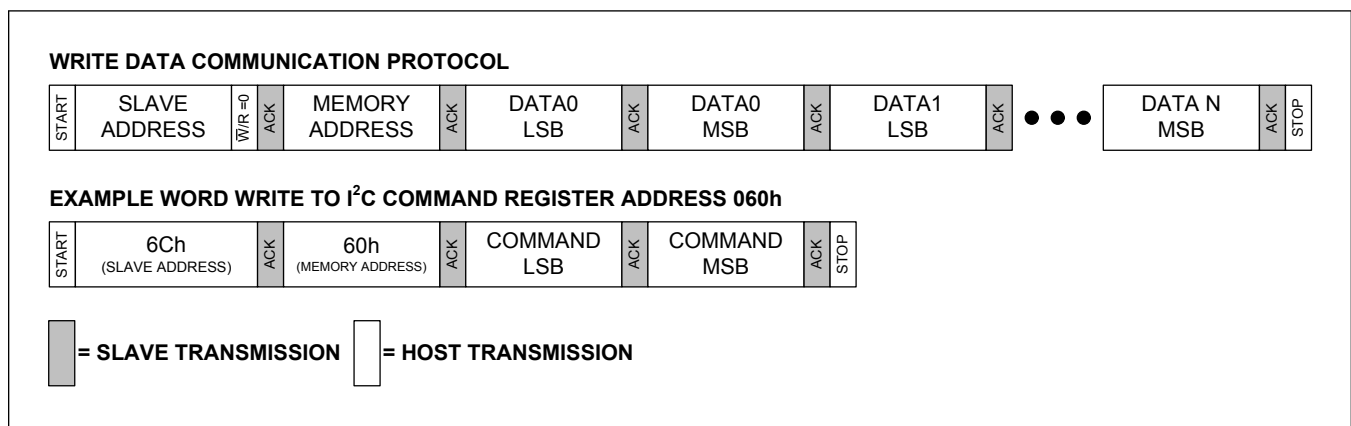 WRITE DATA COMMUNICATION PROTOCOL
START SLAVE ADDRESS W̅/R =0 ACK MEMORY ADDRESS ACK DATA0 LSB ACK DATA0 MSB ACK DATA1 LSB ACK ● ● ● DATA N MSB ACK STOP
EXAMPLE WORD WRITE TO I²C COMMAND REGISTER ADDRESS 060h
START 6Ch (SLAVE ADDRESS) ACK 60h (MEMORY ADDRESS) ACK COMMAND LSB ACK COMMAND MSB ACK STOP
= SLAVE TRANSMISSION = HOST TRANSMISSION